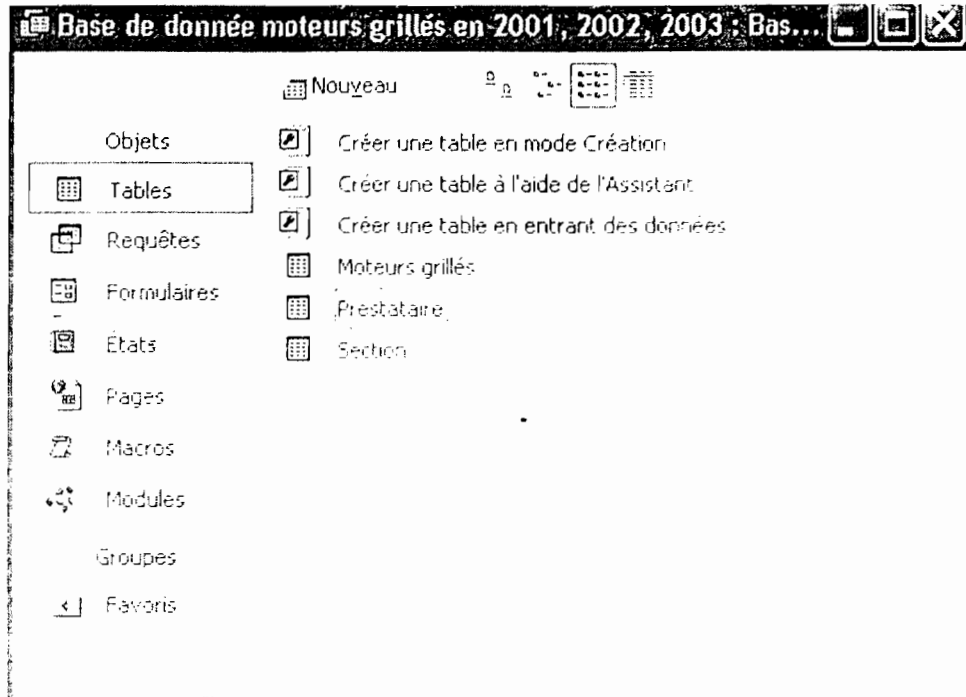 Base de donnée moteurs grillés en 2001, 2002, 2003 : Bas...
Nouveau
Objets
Tables
Requêtes
Formulaires
États
Pages
Macros
Modules
Groupes
Favoris
Créer une table en mode Création
Créer une table à l'aide de l'Assistant
Créer une table en entrant des données
Moteurs grillés
Prestataire
Section